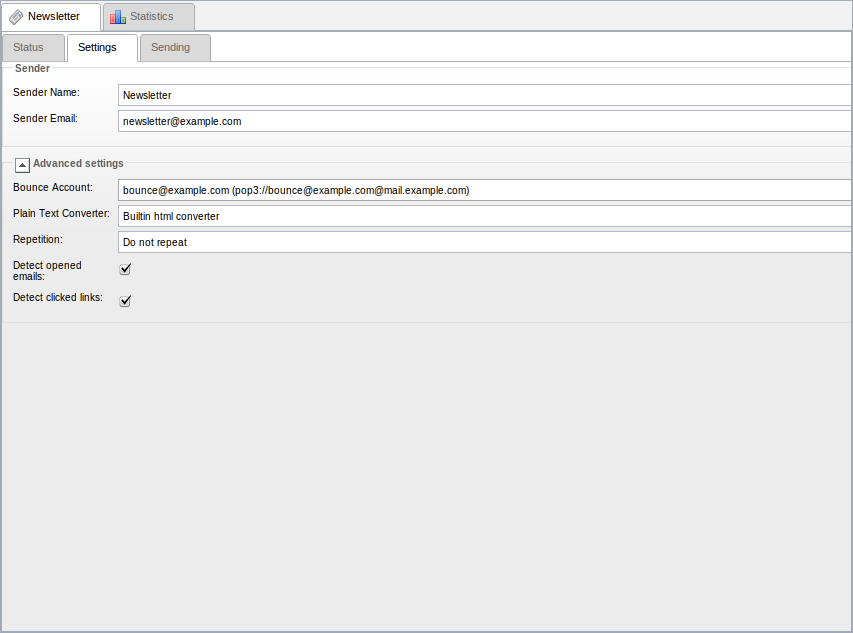 Newsletter Statistics
Status Settings Sending
Sender
Sender Name: Newsletter
Sender Email: newsletter@example.com
Advanced settings
Bounce Account: bounce@example.com (pop3://bounce@example.com@mail.example.com)
Plain Text Converter: Builtin html converter
Repetition: Do not repeat
Detect opened
emails:
Detect clicked links: